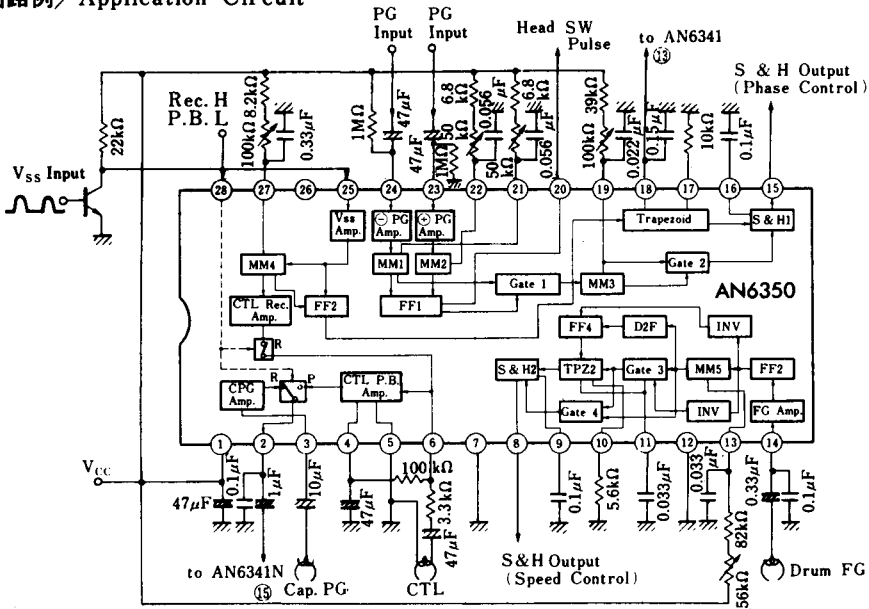 路例/Application Circuit
PG Input
PG Input
Head SW Pulse
to AN6341
⑬
S & H Output
(Phase Control)
Rec. H
P.B. L
22kΩ
8.2kΩ
100kΩ
0.33μF
1MΩ
47μF
47μF
1MΩ
6.8 kΩ
50 kΩ
0.056 μF
6.8 kΩ
50 kΩ
0.056 μF
39kΩ
100kΩ
0.022μF
0.15μF
10kΩ
0.1μF
VSS Input
28
27
26
25
24
23
22
21
20
19
18
17
16
15
Vss Amp.
⊖ PG Amp.
⊕ PG Amp.
Trapezoid
S & H1
MM4
MM1
MM2
Gate 1
MM3
Gate 2
AN6350
CTL Rec. Amp.
FF2
FF1
R
FF4
D2F
INV
CPG Amp.
R
P
CTL P.B. Amp.
S & H2
TPZ2
Gate 3
MM5
FF2
Gate 4
INV
FG Amp.
1
2
3
4
5
6
7
8
9
10
11
12
13
14
VCC
47μF
0.1μF
1μF
10μF
47μF
100 kΩ
3.3kΩ
47μF
0.1μF
5.6kΩ
0.033μF
0.033 μF
82kΩ
56kΩ
0.33μF
0.1μF
to AN6341N
⑮
Cap. PG
CTL
S&H Output
(Speed Control)
Drum FG